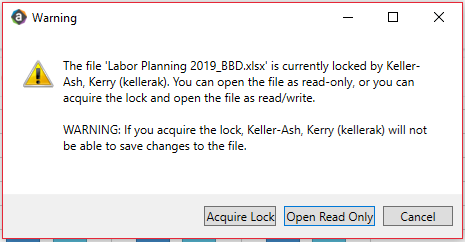 Warning
The file 'Labor Planning 2019_BBD.xlsx' is currently locked by Keller-
Ash, Kerry (kellerak). You can open the file as read-only, or you can
acquire the lock and open the file as read/write.
WARNING: If you acquire the lock, Keller-Ash, Kerry (kellerak) will not
be able to save changes to the file.
Acquire Lock Open Read Only Cancel